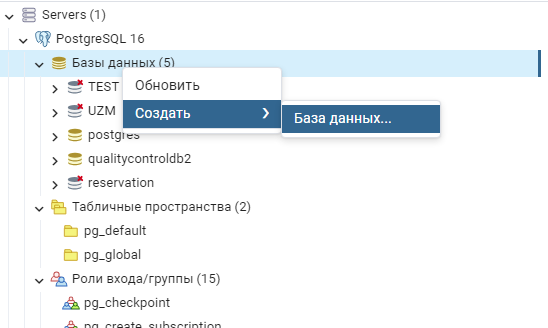 Servers (1)
PostgreSQL 16
Базы данных (5)
TEST
Обновить
UZM
Создать
База данных...
postgres
qualitycontroldb2
reservation
Табличные пространства (2)
pg_default
pg_global
Роли входа/группы (15)
pg_checkpoint
pg_create_subscription